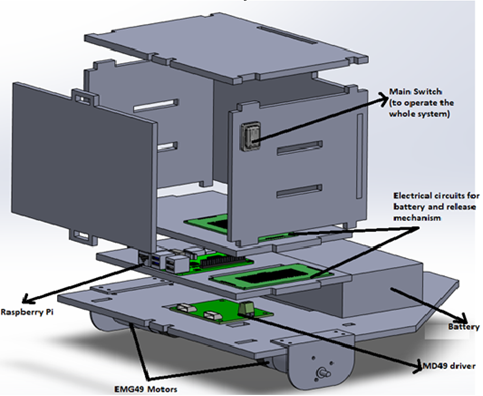 Main Switch
(to operate the
whole system)
Electrical circuits for
battery and release
mechanism
Raspberry Pi
Battery
MD49 driver
EMG49 Motors